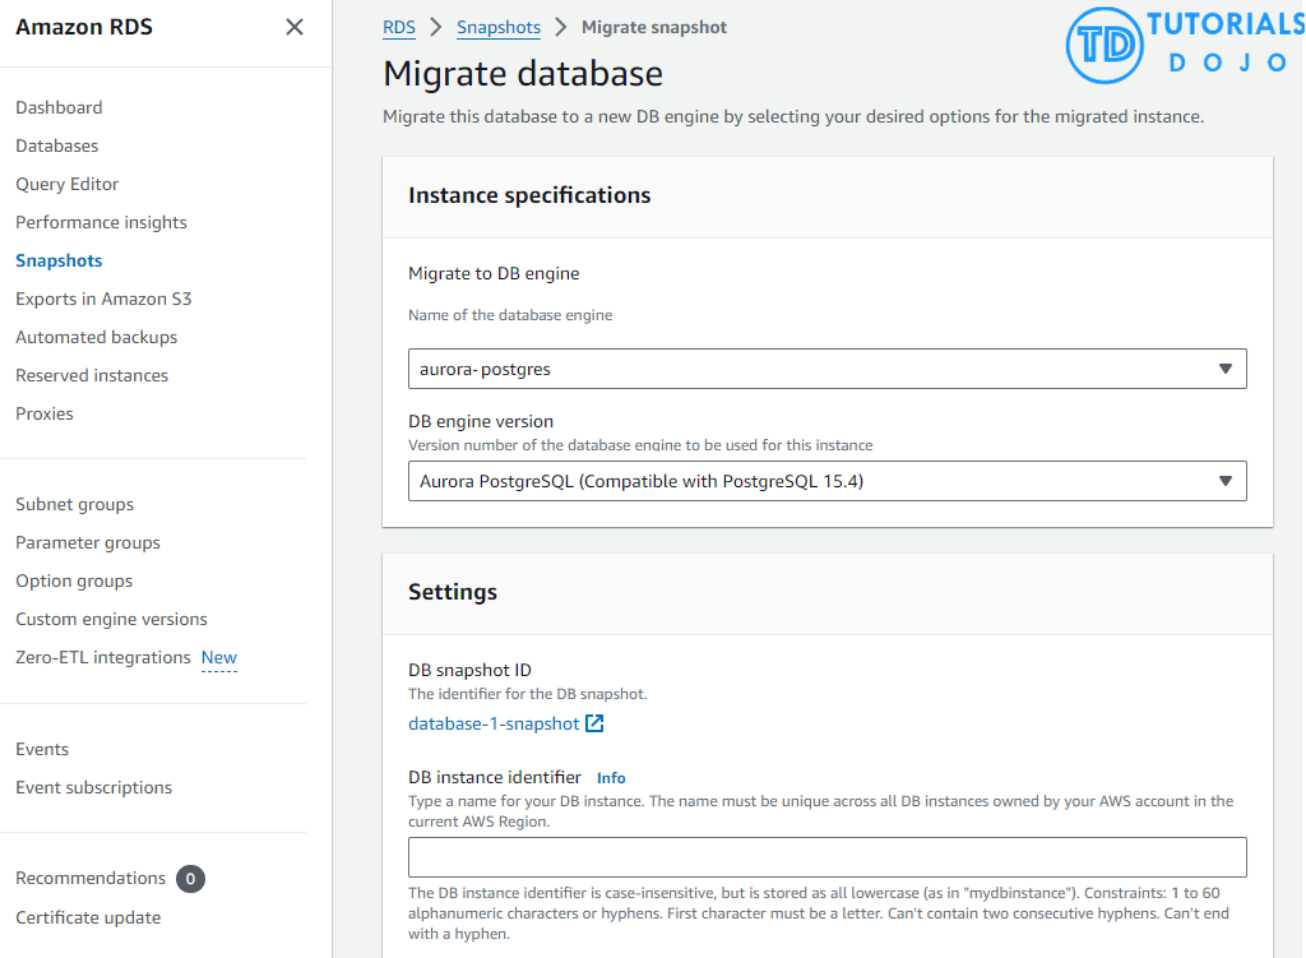 Amazon RDS
Dashboard
Databases
Query Editor
Performance insights
Snapshots
Exports in Amazon S3
Automated backups
Reserved instances
Proxies
Subnet groups
Parameter groups
Option groups
Custom engine versions
Zero-ETL integrations New
Events
Event subscriptions
Recommendations 0
Certificate update
RDS > Snapshots > Migrate snapshot
TD TUTORIALS
DOJO
Migrate database
Migrate this database to a new DB engine by selecting your desired options for the migrated instance.
Instance specifications
Migrate to DB engine
Name of the database engine
aurora-postgres
DB engine version
Version number of the database engine to be used for this instance
Aurora PostgreSQL (Compatible with PostgreSQL 15.4)
Settings
DB snapshot ID
The identifier for the DB snapshot.
database-1-snapshot
DB instance identifier Info
Type a name for your DB instance. The name must be unique across all DB instances owned by your AWS account in the
current AWS Region.
The DB instance identifier is case-insensitive, but is stored as all lowercase (as in "mydbinstance"). Constraints: 1 to 60
alphanumeric characters or hyphens. First character must be a letter. Can't contain two consecutive hyphens. Can't end
with a hyphen.